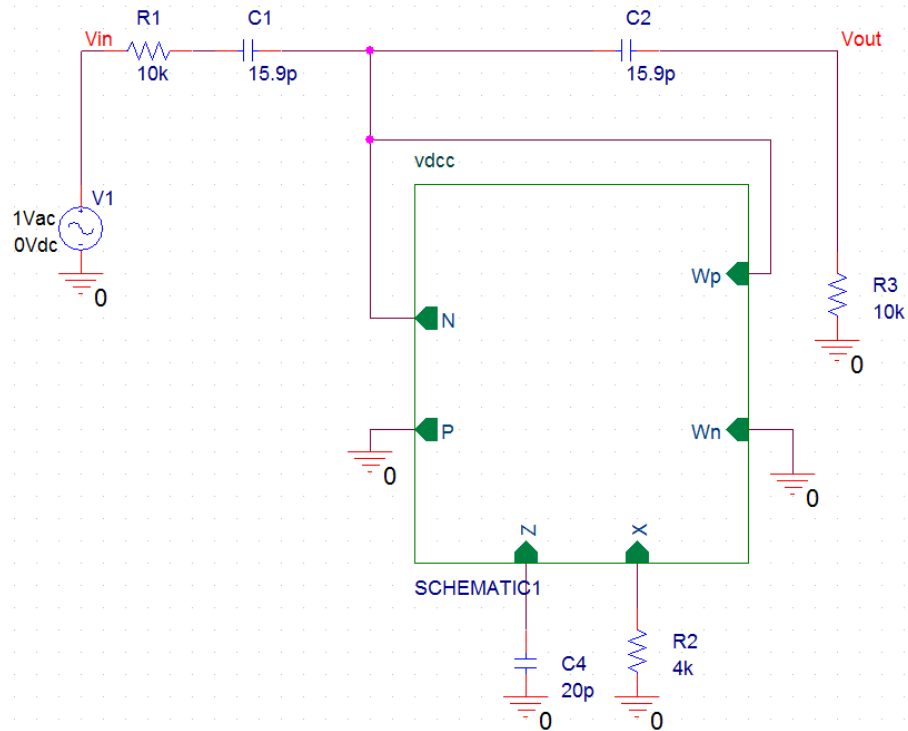 R1
C1
C2
Vin
Vout
10k
15.9p
15.9p
vdcc
V1
1Vac
0Vdc
0
Wp
R3
10k
N
0
P
Wn
0
0
Z
X
SCHEMATIC1
R2
C4
4k
20p
0
0